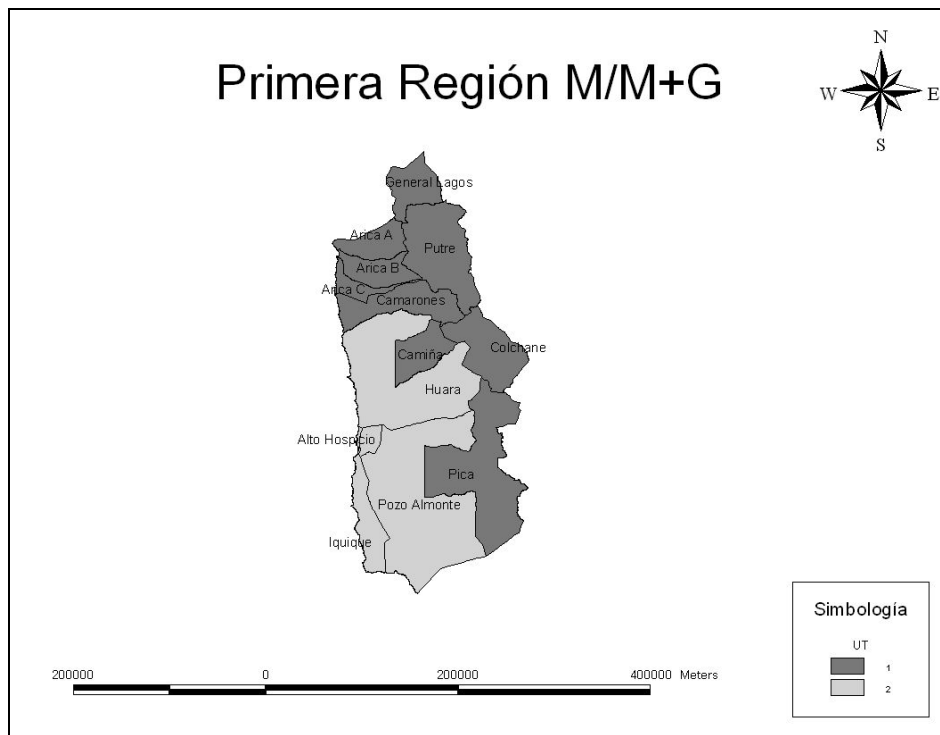 Primera Región M/M+G
N
W E
S
General Lagos
Arica A
Putre
Arica B
Arica C
Camarones
Camiña
Colchane
Huara
Alto Hospicio
Pica
Pozo Almonte
Iquique
Simbología
UT
1
2
200000 0 200000 400000 Meters